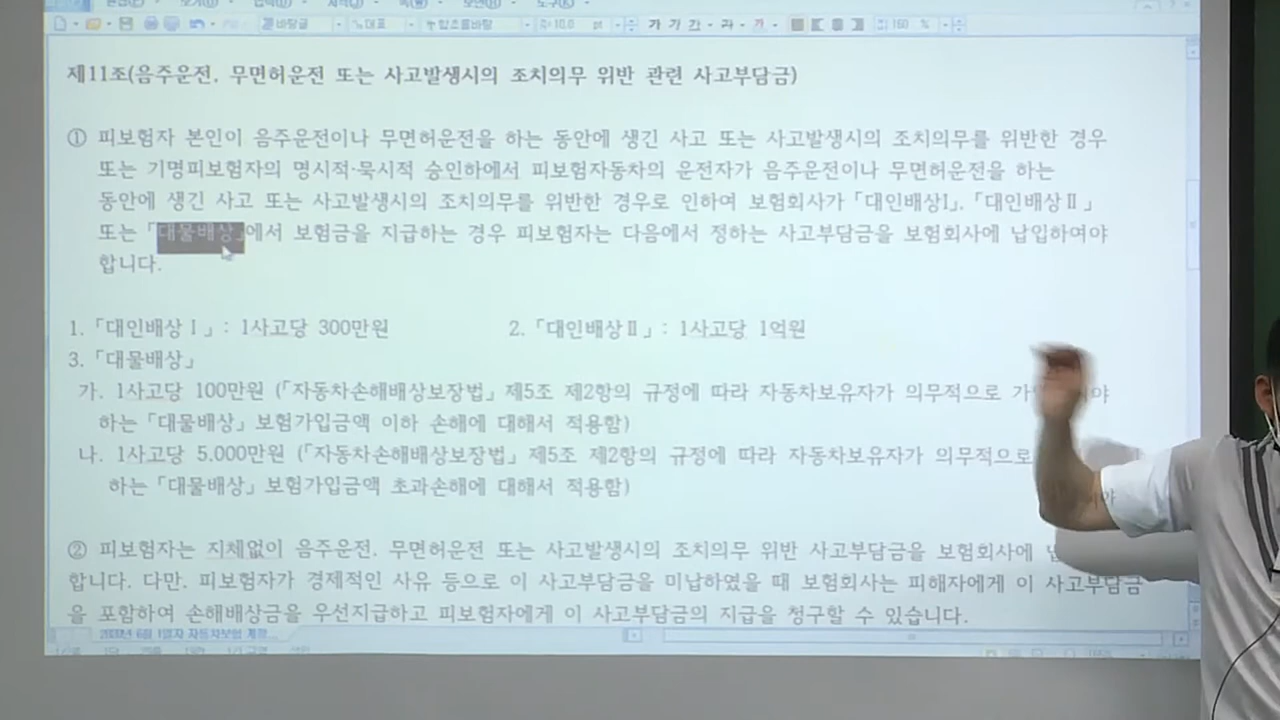 바탕글 대표 함초롬바탕 10.0 pt 가 가 간 가 가 160 %
제11조(음주운전, 무면허운전 또는 사고발생시의 조치의무 위반 관련 사고부담금)
① 피보험자 본인이 음주운전이나 무면허운전을 하는 동안에 생긴 사고 또는 사고발생시의 조치의무를 위반한 경우
또는 기명피보험자의 명시적·묵시적 승인하에서 피보험자동차의 운전자가 음주운전이나 무면허운전을 하는
동안에 생긴 사고 또는 사고발생시의 조치의무를 위반한 경우로 인하여 보험회사가 「대인배상Ⅰ」, 「대인배상Ⅱ」
또는 「대물배상」에서 보험금을 지급하는 경우 피보험자는 다음에서 정하는 사고부담금을 보험회사에 납입하여야
합니다.
1. 「대인배상Ⅰ」: 1사고당 300만원 2. 「대인배상Ⅱ」: 1사고당 1억원
3. 「대물배상」
가. 1사고당 100만원 (「자동차손해배상보장법」 제5조 제2항의 규정에 따라 자동차보유자가 의무적으로
하는 「대물배상」 보험가입금액 이하 손해에 대해서 적용함)
나. 1사고당 5,000만원 (「자동차손해배상보장법」 제5조 제2항의 규정에 따라 자동차보유자가 의무적으로
하는 「대물배상」 보험가입금액 초과손해에 대해서 적용함)
② 피보험자는 지체없이 음주운전, 무면허운전 또는 사고발생시의 조치의무 위반 사고부담금을 보험회사에
합니다. 다만, 피보험자가 경제적인 사유 등으로 이 사고부담금을 미납하였을 때 보험회사는 피해자에게 이 사고부담금
을 포함하여 손해배상금을 우선지급하고 피보험자에게 이 사고부담금의 지급을 청구할 수 있습니다.